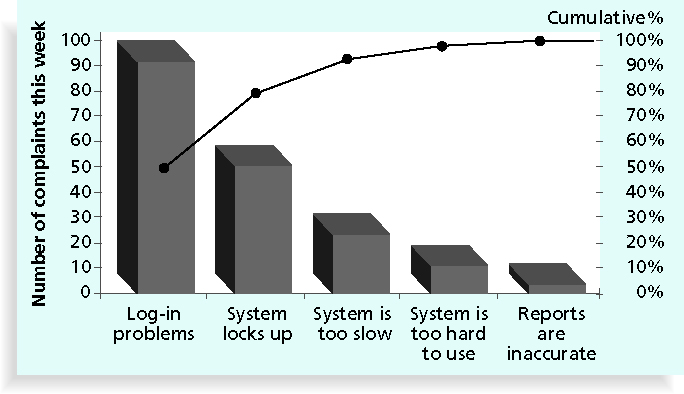 Cumulative%
Number of complaints this week
100
90
80
70
60
50
40
30
20
10
0
100%
90%
80%
70%
60%
50%
40%
30%
20%
10%
0%
Log-in
problems
System
locks up
System is
too slow
System is
too hard
to use
Reports
are
inaccurate